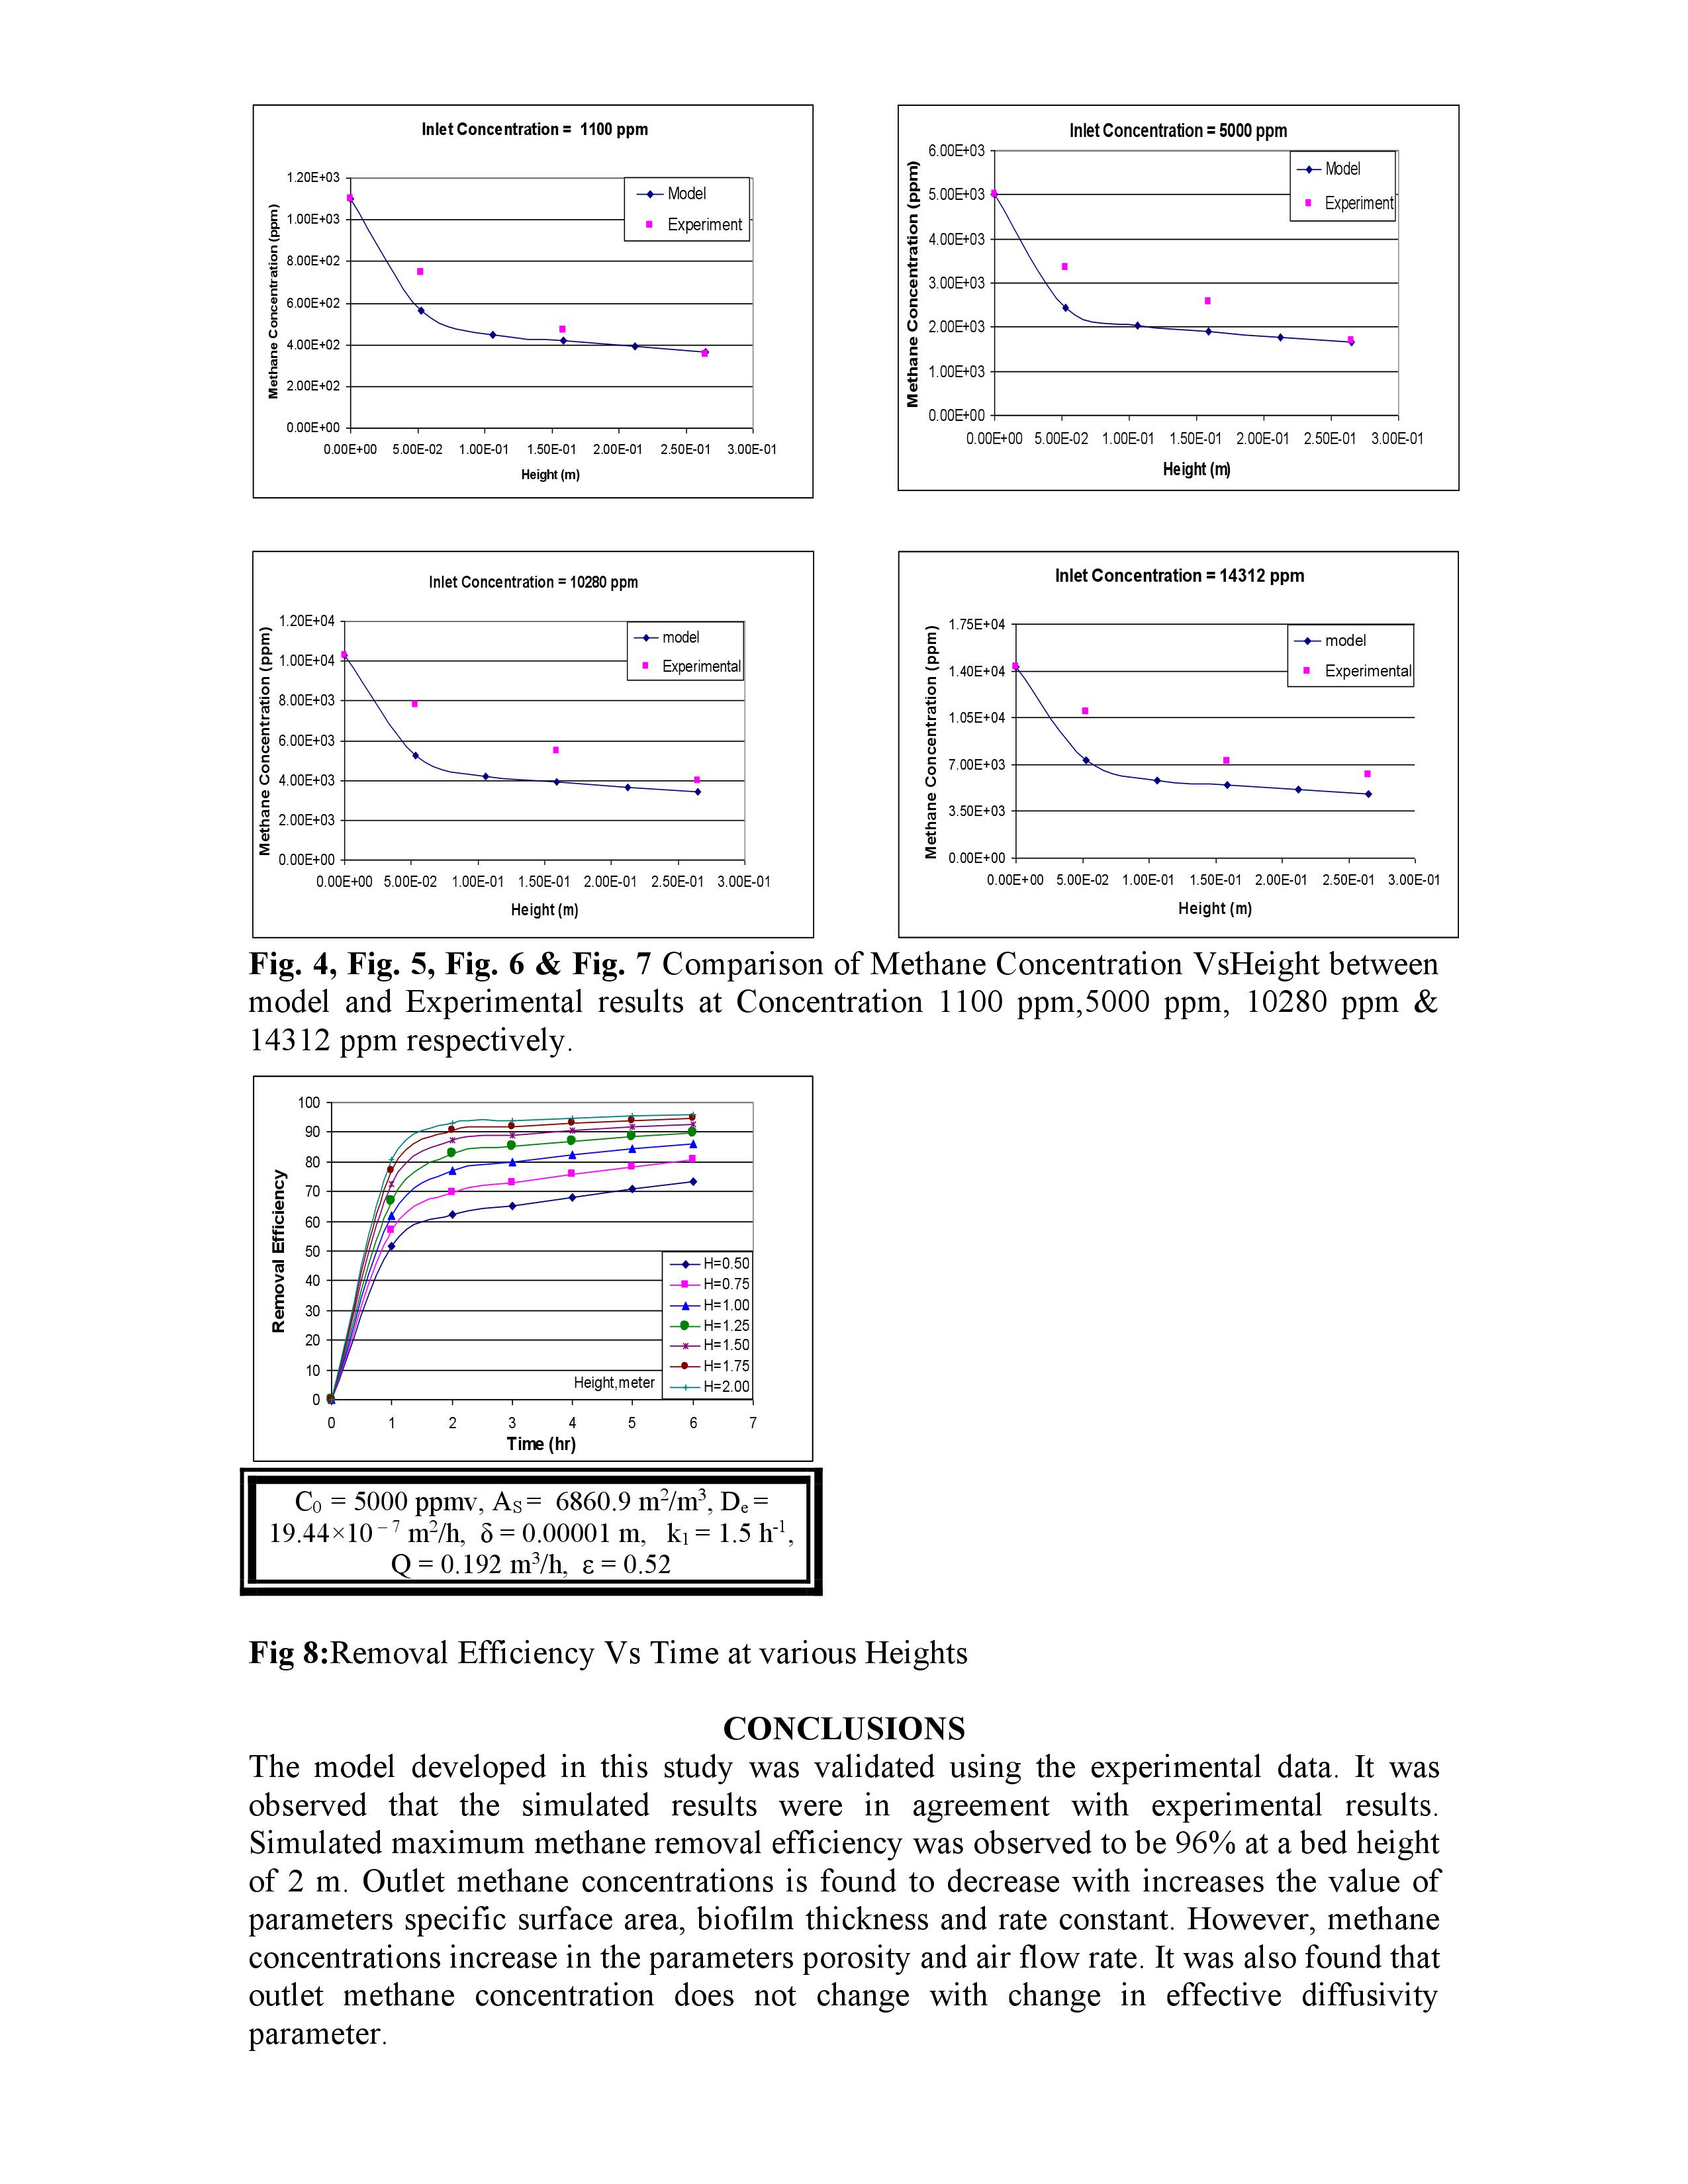 Inlet Concentration = 1100 ppm
Methane Concentration (ppm)
1.20E+03
1.00E+03
8.00E+02
6.00E+02
4.00E+02
2.00E+02
0.00E+00
0.00E+00 5.00E-02 1.00E-01 1.50E-01 2.00E-01 2.50E-01 3.00E-01
Height (m)
Model
Experiment
Inlet Concentration = 5000 ppm
Methane Concentration (ppm)
6.00E+03
5.00E+03
4.00E+03
3.00E+03
2.00E+03
1.00E+03
0.00E+00
0.00E+00 5.00E-02 1.00E-01 1.50E-01 2.00E-01 2.50E-01 3.00E-01
Height (m)
Model
Experiment
Inlet Concentration = 10280 ppm
Methane Concentration (ppm)
1.20E+04
1.00E+04
8.00E+03
6.00E+03
4.00E+03
2.00E+03
0.00E+00
0.00E+00 5.00E-02 1.00E-01 1.50E-01 2.00E-01 2.50E-01 3.00E-01
Height (m)
model
Experimental
Inlet Concentration = 14312 ppm
Methane Concentration (ppm)
1.75E+04
1.40E+04
1.05E+04
7.00E+03
3.50E+03
0.00E+00
0.00E+00 5.00E-02 1.00E-01 1.50E-01 2.00E-01 2.50E-01 3.00E-01
Height (m)
model
Experimental
Fig. 4, Fig. 5, Fig. 6 & Fig. 7 Comparison of Methane Concentration VsHeight between
model and Experimental results at Concentration 1100 ppm,5000 ppm, 10280 ppm &
14312 ppm respectively.
Removal Efficiency
100
90
80
70
60
50
40
30
20
10
0
0 1 2 3 4 5 6 7
Time (hr)
Height,meter
H=0.50
H=0.75
H=1.00
H=1.25
H=1.50
H=1.75
H=2.00
C₀ = 5000 ppmv, A_S = 6860.9 m²/m³, Dₑ =
19.44×10⁻⁷ m²/h, δ = 0.00001 m, k₁ = 1.5 h⁻¹,
Q = 0.192 m³/h, ε = 0.52
Fig 8:Removal Efficiency Vs Time at various Heights
CONCLUSIONS
The model developed in this study was validated using the experimental data. It was
observed that the simulated results were in agreement with experimental results.
Simulated maximum methane removal efficiency was observed to be 96% at a bed height
of 2 m. Outlet methane concentrations is found to decrease with increases the value of
parameters specific surface area, biofilm thickness and rate constant. However, methane
concentrations increase in the parameters porosity and air flow rate. It was also found that
outlet methane concentration does not change with change in effective diffusivity
parameter.